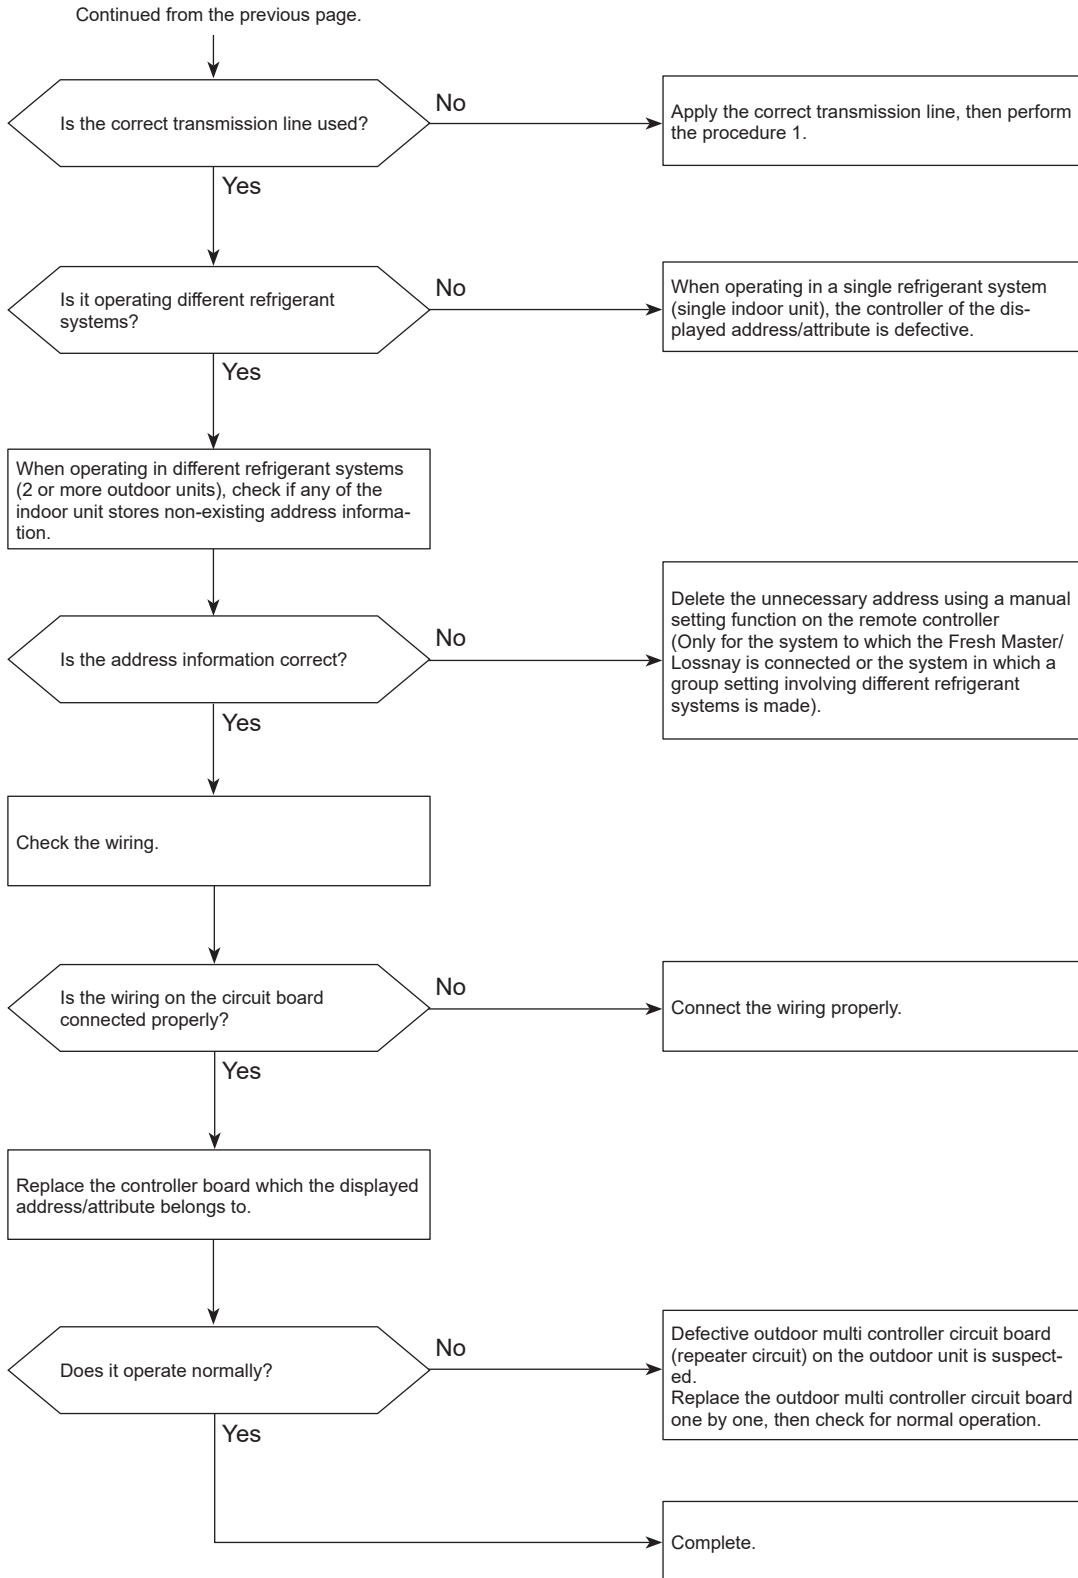 Continued from the previous page.
Is the correct transmission line used?
No
Apply the correct transmission line, then perform
the procedure 1.
Yes
Is it operating different refrigerant
systems?
No
When operating in a single refrigerant system
(single indoor unit), the controller of the dis-
played address/attribute is defective.
Yes
When operating in different refrigerant systems
(2 or more outdoor units), check if any of the
indoor unit stores non-existing address informa-
tion.
Is the address information correct?
No
Delete the unnecessary address using a manual
setting function on the remote controller
(Only for the system to which the Fresh Master/
Lossnay is connected or the system in which a
group setting involving different refrigerant
systems is made).
Yes
Check the wiring.
Is the wiring on the circuit board
connected properly?
No
Connect the wiring properly.
Yes
Replace the controller board which the displayed
address/attribute belongs to.
Does it operate normally?
No
Defective outdoor multi controller circuit board
(repeater circuit) on the outdoor unit is suspect-
ed.
Replace the outdoor multi controller circuit board
one by one, then check for normal operation.
Yes
Complete.